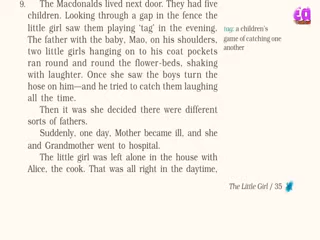 9. The Macdonalds lived next door. They had five
children. Looking through a gap in the fence the
little girl saw them playing ‘tag’ in the evening.
The father with the baby, Mao, on his shoulders,
two little girls hanging on to his coat pockets
ran round and round the flower-beds, shaking
with laughter. Once she saw the boys turn the
hose on him—and he tried to catch them laughing
all the time.
Then it was she decided there were different
sorts of fathers.
Suddenly, one day, Mother became ill, and she
and Grandmother went to hospital.
The little girl was left alone in the house with
Alice, the cook. That was all right in the daytime,
tag: a children’s
game of catching one
another
The Little Girl / 35